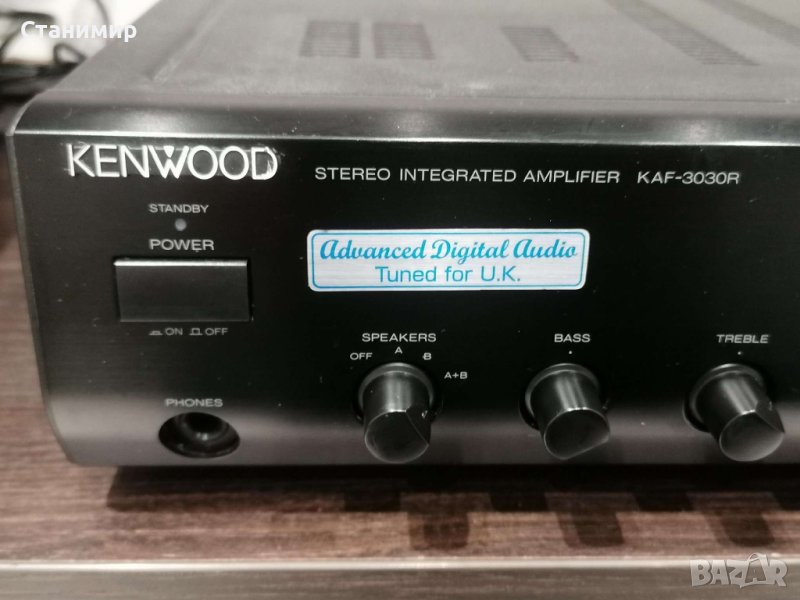 Станимир
KENWOOD
STEREO INTEGRATED AMPLIFIER KAF-3030R
STANDBY
POWER
ON OFF
PHONES
Advanced Digital Audio
Tuned for U.K.
SPEAKERS
OFF A B A+B
BASS
TREBLE
BAZAR